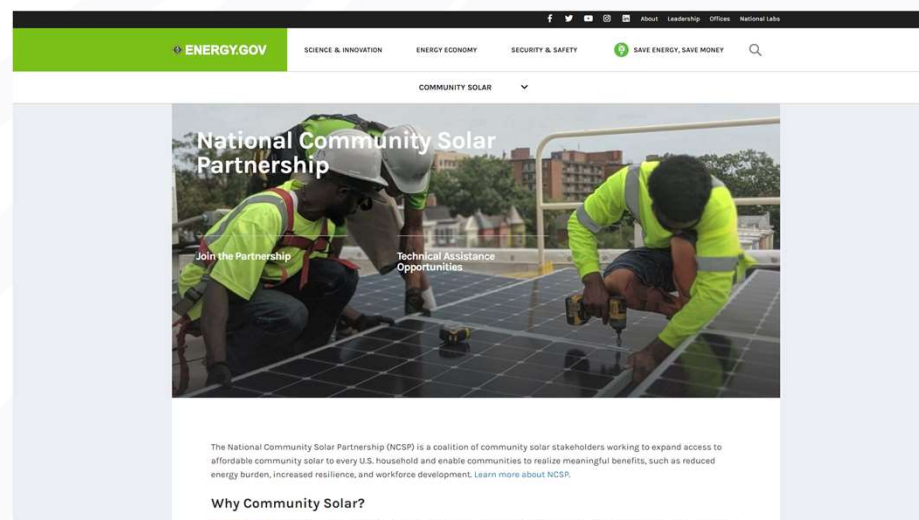 About Leadership Offices National Labs
ENERGY.GOV SCIENCE & INNOVATION ENERGY ECONOMY SECURITY & SAFETY SAVE ENERGY, SAVE MONEY
COMMUNITY SOLAR
National Community Solar
Partnership
Join the Partnership
Technical Assistance
Opportunities
The National Community Solar Partnership (NCSP) is a coalition of community solar stakeholders working to expand access to
affordable community solar to every U.S. household and enable communities to realize meaningful benefits, such as reduced
energy burden, increased resilience, and workforce development. Learn more about NCSP.
Why Community Solar?